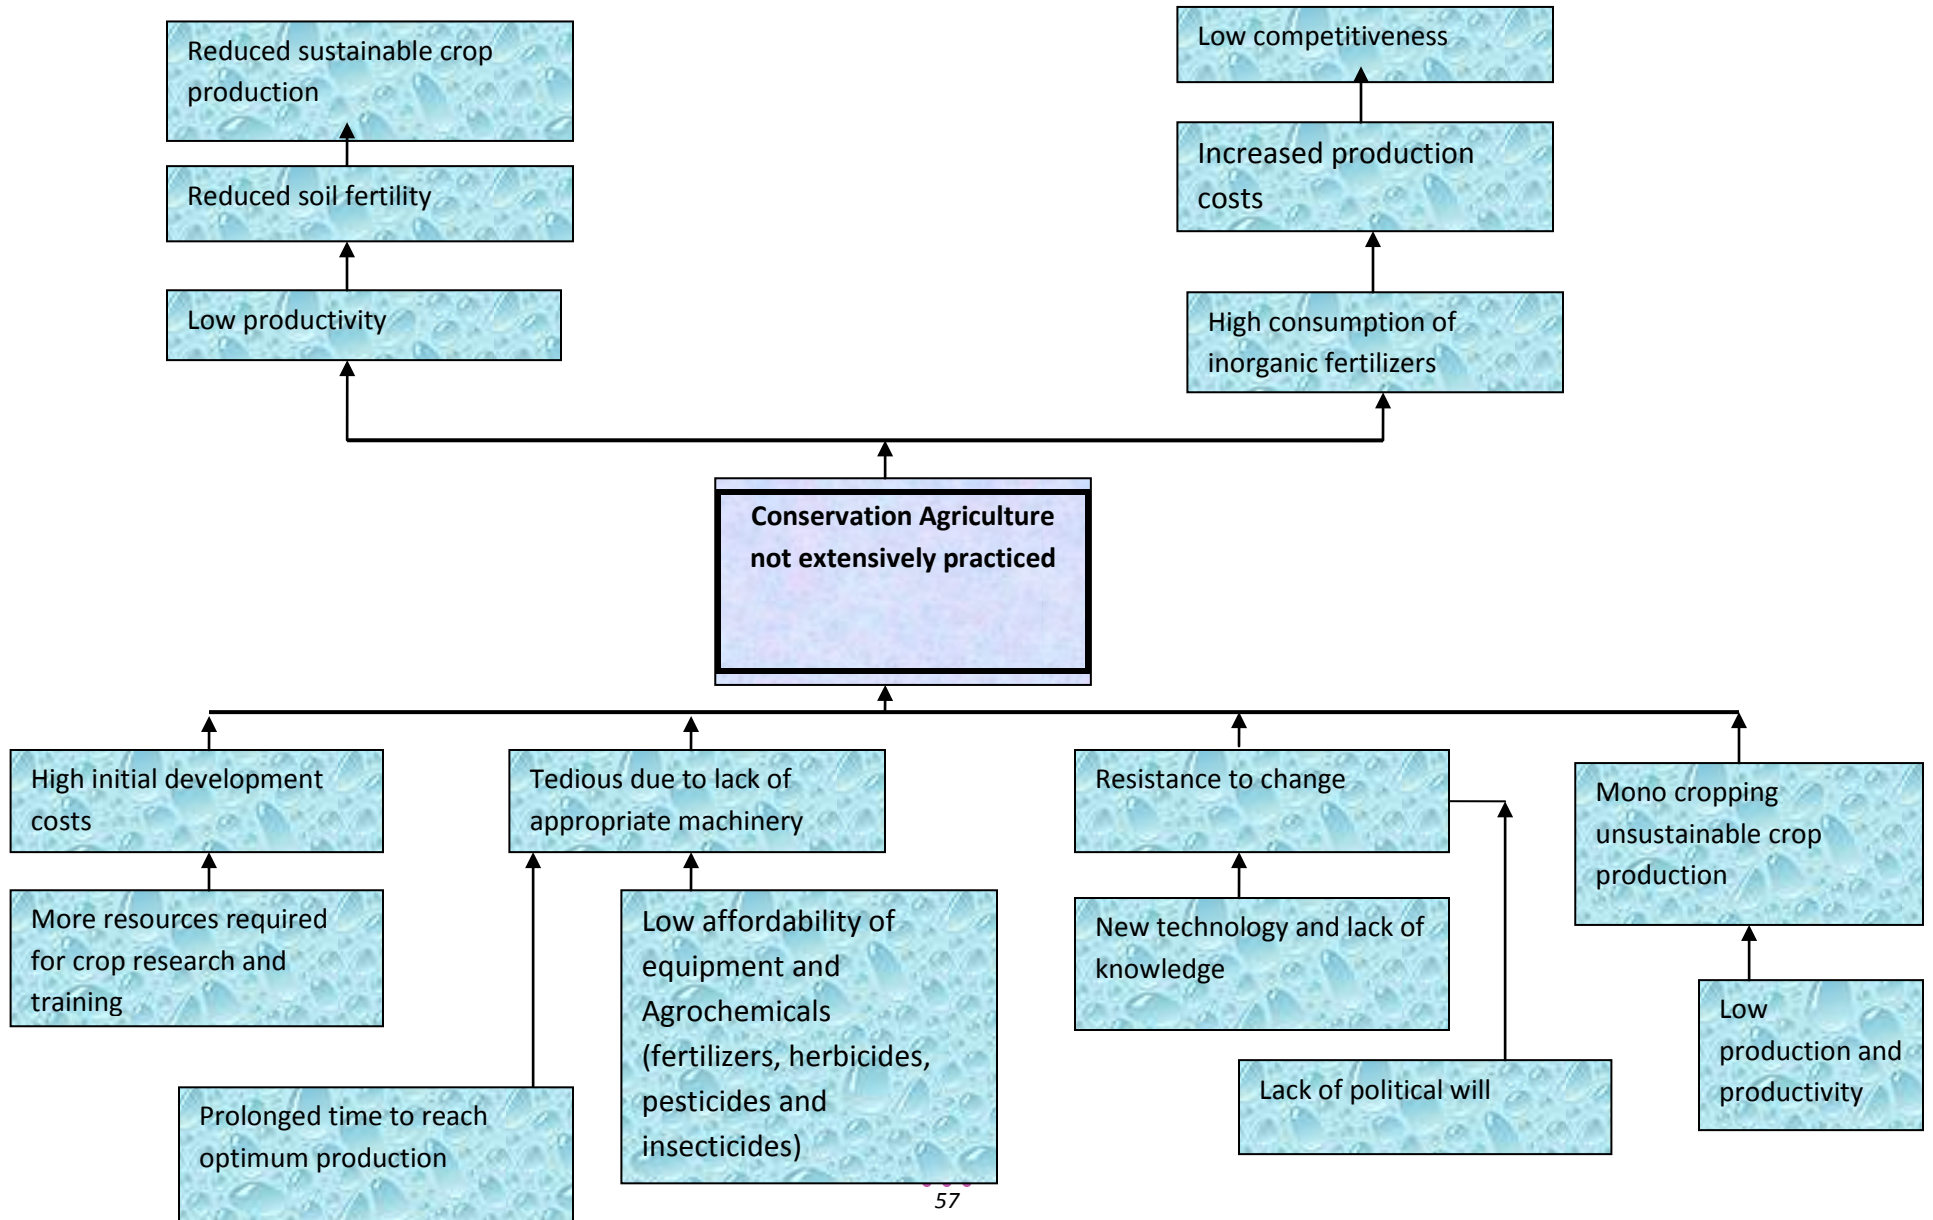 Reduced sustainable crop
production
Low competitiveness
Increased production
costs
Reduced soil fertility
Low productivity
High consumption of
inorganic fertilizers
Conservation Agriculture
not extensively practiced
High initial development
costs
Tedious due to lack of
appropriate machinery
Resistance to change
Mono cropping
unsustainable crop
production
More resources required
for crop research and
training
Low affordability of
equipment and
Agrochemicals
(fertilizers, herbicides,
pesticides and
insecticides)
New technology and lack of
knowledge
Low
production and
productivity
Prolonged time to reach
optimum production
Lack of political will
57